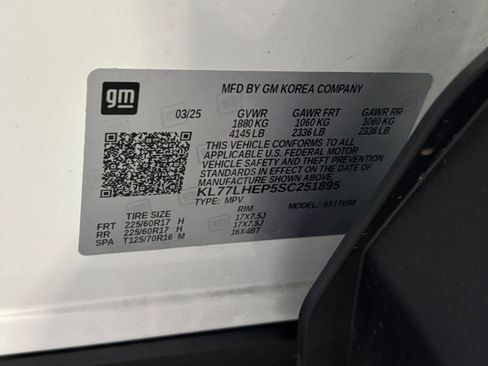 gm
MFD BY GM KOREA COMPANY
03/25 GVWR GAWR FRT GAWR RR
1880 KG 1060 KG 1060 KG
4145 LB 2336 LB 2336 LB
THIS VEHICLE CONFORMS TO ALL
APPLICABLE U.S. FEDERAL MOTOR
VEHICLE SAFETY, BUMPER, AND THEFT
PREVENTION STANDARDS IN EFFECT
ON THE DATE OF MANUFACTURE
SHOWN ABOVE.
KL77LHEP5SC251895
TYPE: MPV MODEL:
TIRE SIZE RIM
FRT 225/60R17 H 17X7.5J
RR 225/60R17 H 17X7.5J
SPA T125/70R16 M 16X4BT